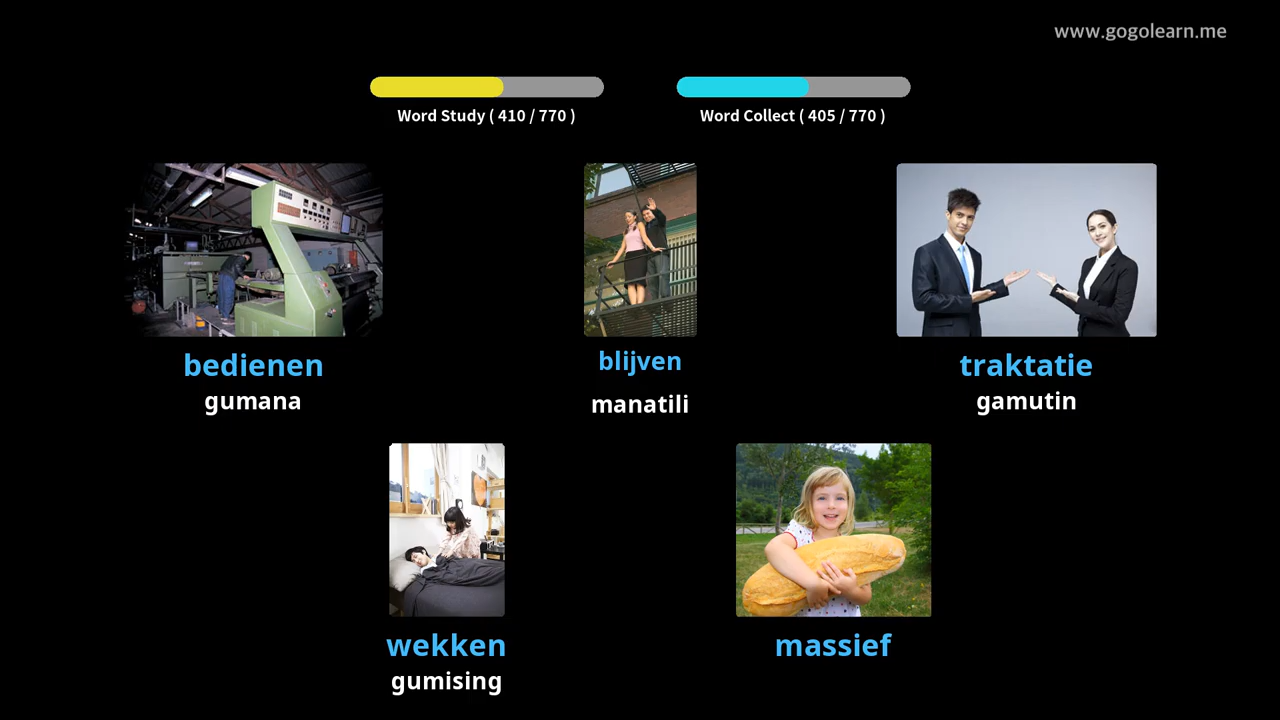 www.gogolearn.me
Word Study ( 410 / 770 )
Word Collect ( 405 / 770 )
bedienen
gumana
blijven
manatili
traktatie
gamutin
wekken
gumising
massief